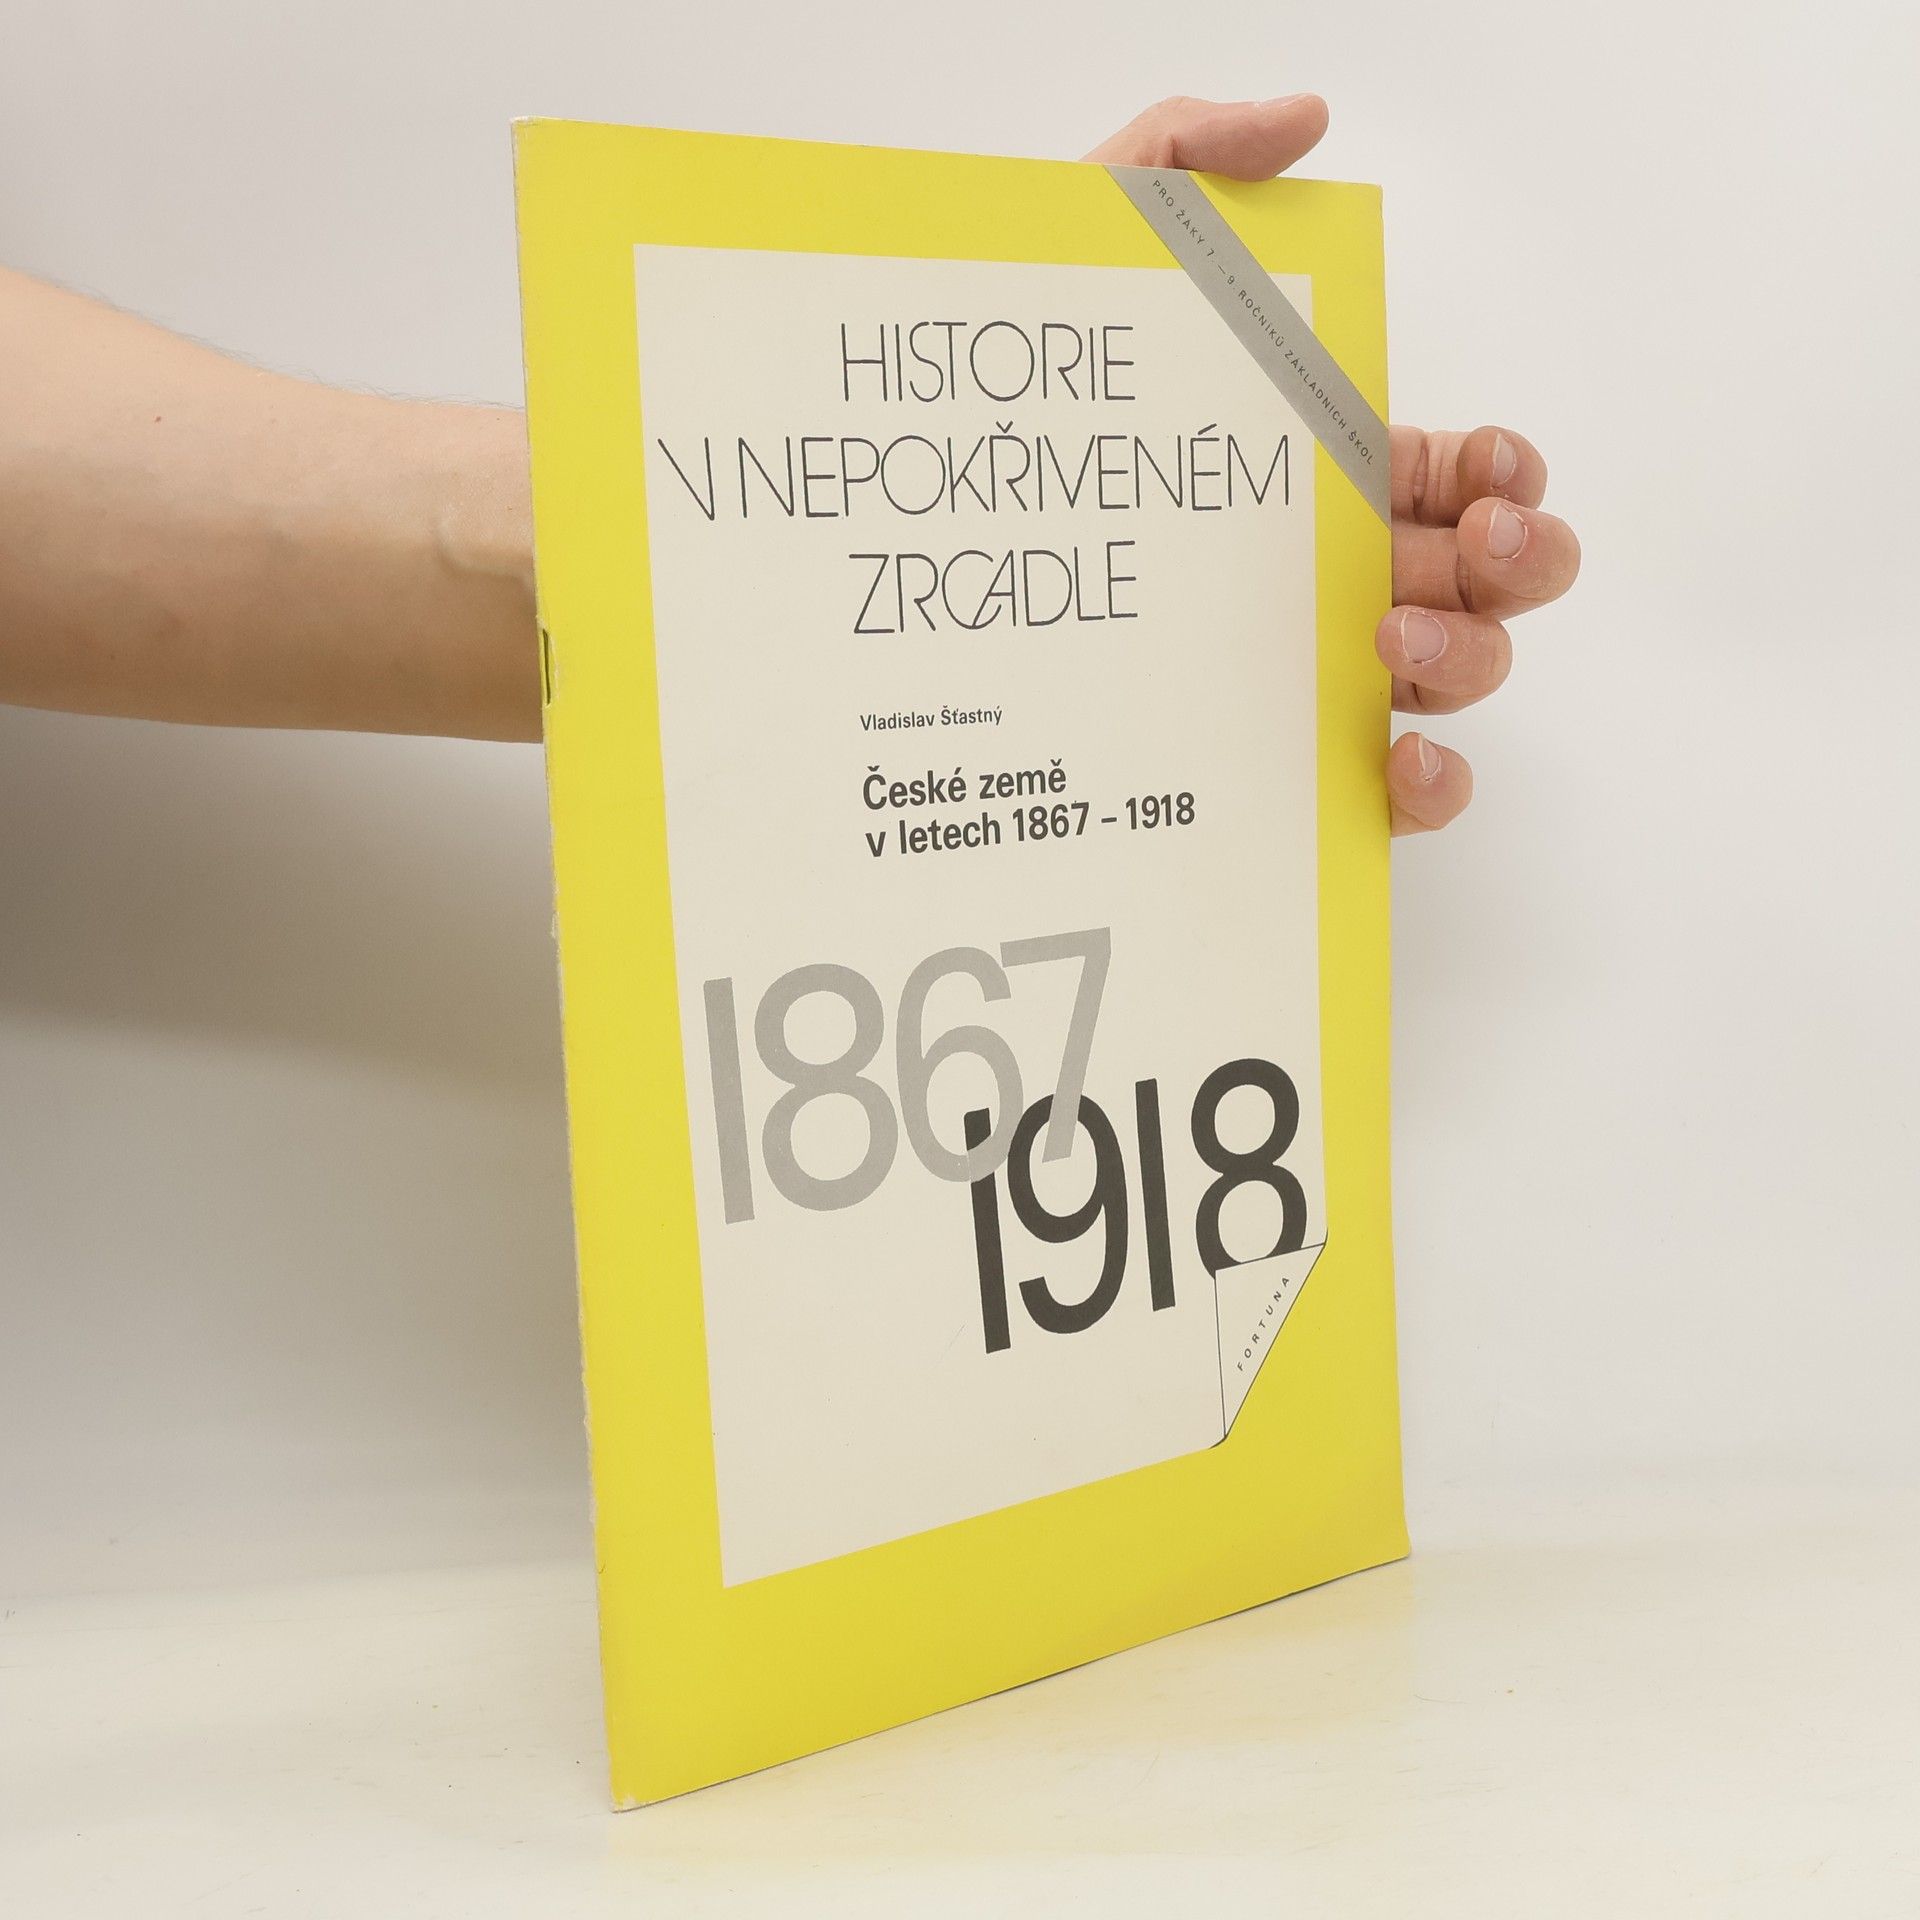 PRO ŽÁKY 7. — 9. ROČNÍKŮ ZÁKLADNÍCH ŠKOL
HISTORIE
V NEPOKŘIVENÉM
ZRCADLE
Vladislav Šťastný
České země
v letech 1867 – 1918
1867
1918
FORTUNA